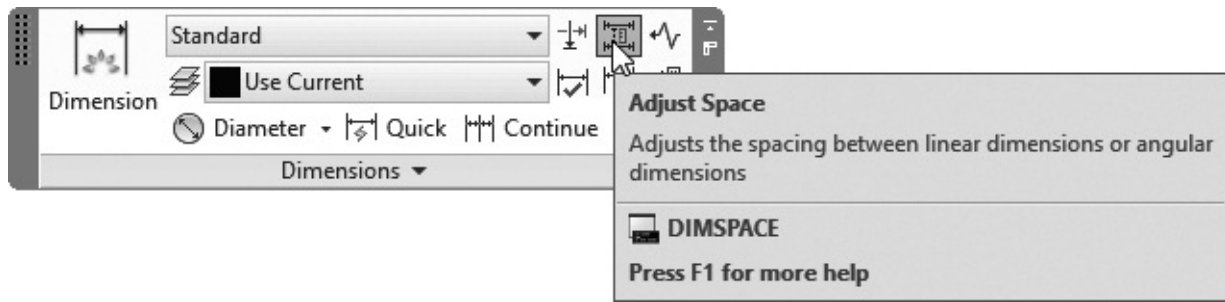 Standard
Use Current
Dimension
Diameter Quick Continue
Dimensions
Adjust Space
Adjusts the spacing between linear dimensions or angular
dimensions
DIMSPACE
Press F1 for more help